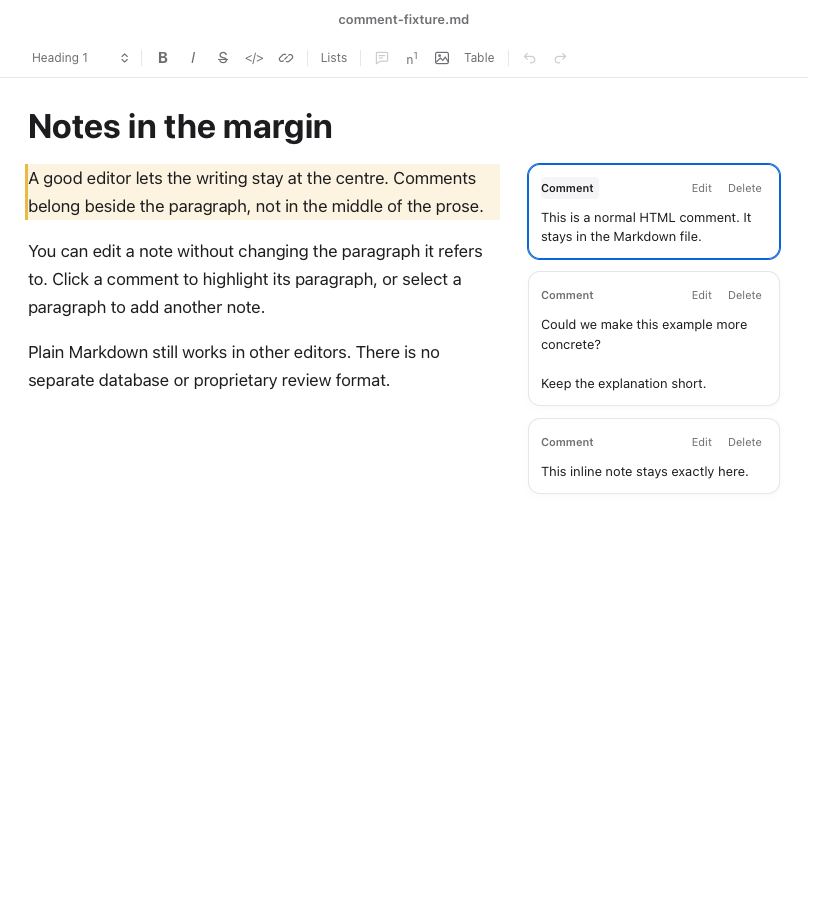 comment-fixture.md
Heading 1
B
I
S
</>
Lists
n1
Table
Notes in the margin
A good editor lets the writing stay at the centre. Comments
belong beside the paragraph, not in the middle of the prose.
You can edit a note without changing the paragraph it refers
to. Click a comment to highlight its paragraph, or select a
paragraph to add another note.
Plain Markdown still works in other editors. There is no
separate database or proprietary review format.
Comment Edit Delete
This is a normal HTML comment. It
stays in the Markdown file.
Comment Edit Delete
Could we make this example more
concrete?
Keep the explanation short.
Comment Edit Delete
This inline note stays exactly here.